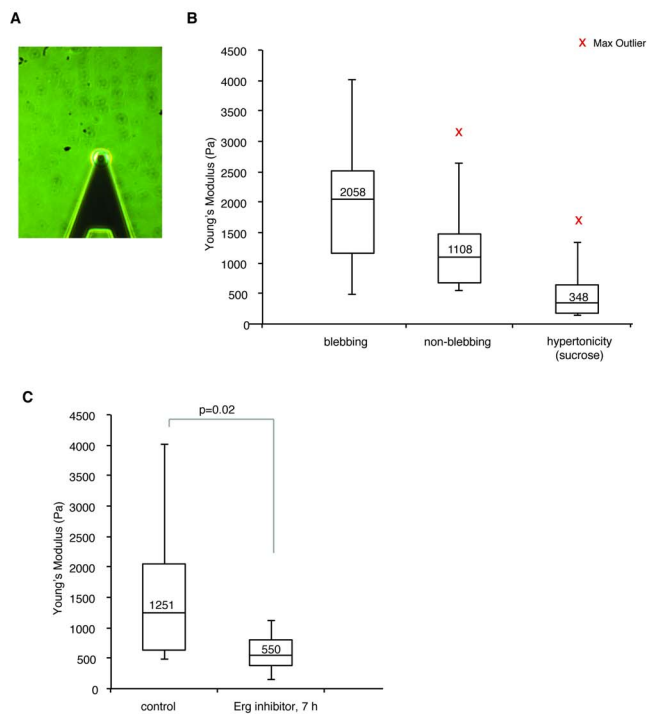 A
B
X Max Outlier
Young's Modulus (Pa)
4500
4000
3500
3000
2500
2000
1500
1000
500
0
X
X
2058
1108
348
blebbing
non-blebbing
hypertonicity
(sucrose)
C
p=0.02
Young's Modulus (Pa)
4500
4000
3500
3000
2500
2000
1500
1000
500
0
1251
550
control
Erg inhibitor, 7 h